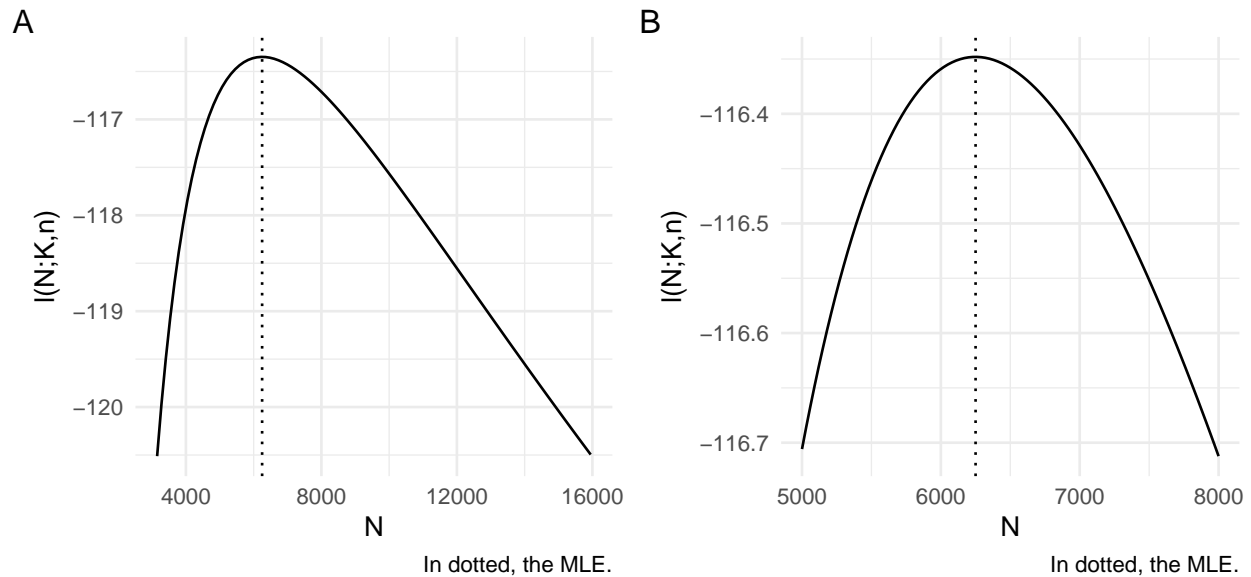 A
l(N;K,n)
−117
−118
−119
−120
4000
8000
12000
16000
N
In dotted, the MLE.
B
l(N;K,n)
−116.4
−116.5
−116.6
−116.7
5000
6000
7000
8000
N
In dotted, the MLE.